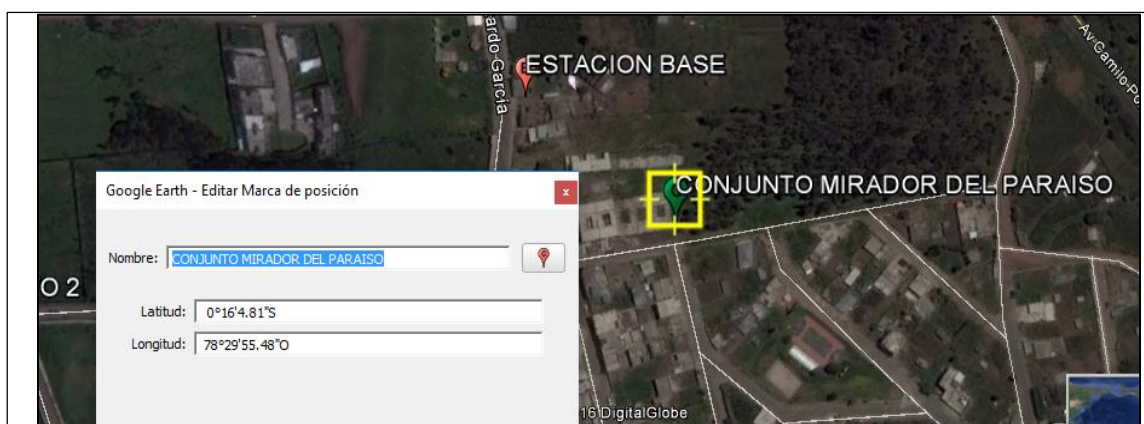 ardo García
ESTACION BASE
Av Camilo Po
CONJUNTO MIRADOR DEL PARAISO
Google Earth - Editar Marca de posición
x
Nombre: CONJUNTO MIRADOR DEL PARAISO
O 2
Latitud: 0°16'4.81"S
Longitud: 78°29'55.48"O
16 DigitalGlobe